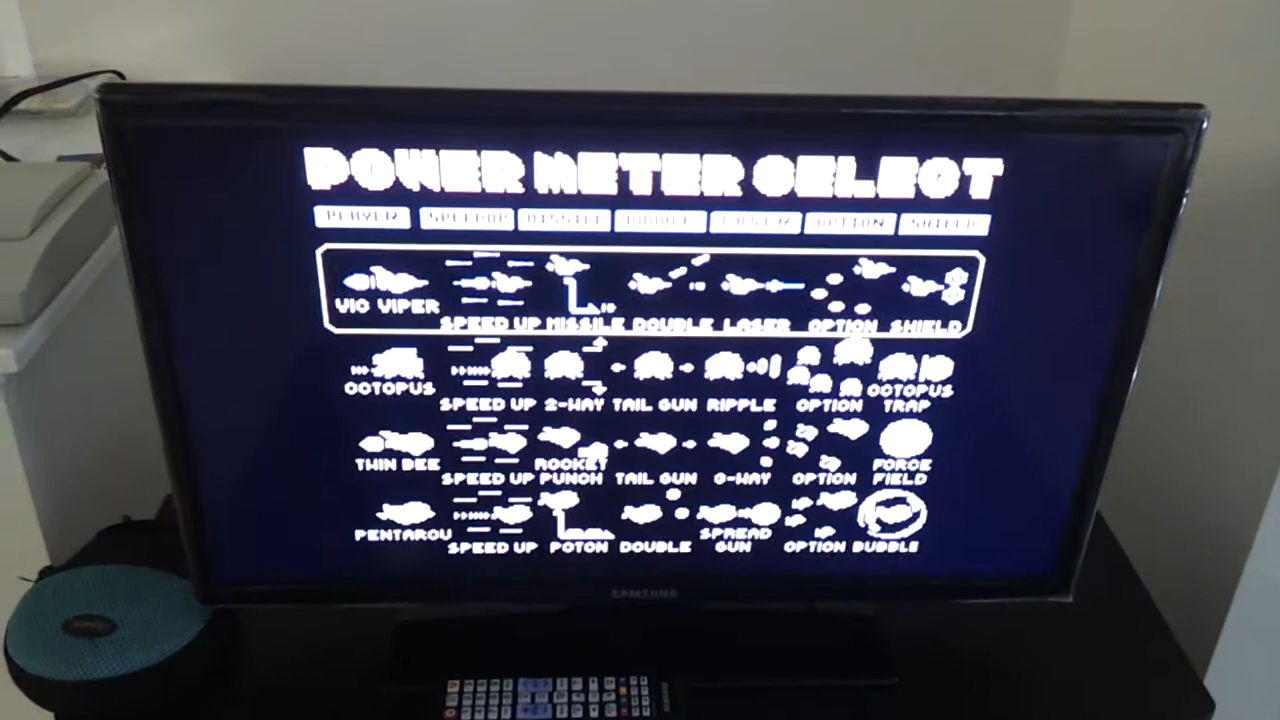 POWER METER SELECT
PLAYER SPEEDUP MISSILE DOUBLE LASER OPTION SHIELD
VIC VIPER
SPEED UP MISSILE DOUBLE LASER OPTION SHIELD
OCTOPUS
SPEED UP 2-WAY TAIL GUN RIPPLE OPTION OCTOPUS TRAP
TWIN BEE
SPEED UP ROCKET PUNCH TAIL GUN 3-WAY OPTION FORCE FIELD
PENTAROU
SPEED UP POTON DOUBLE SPREAD GUN OPTION BUBBLE
SAMSUNG